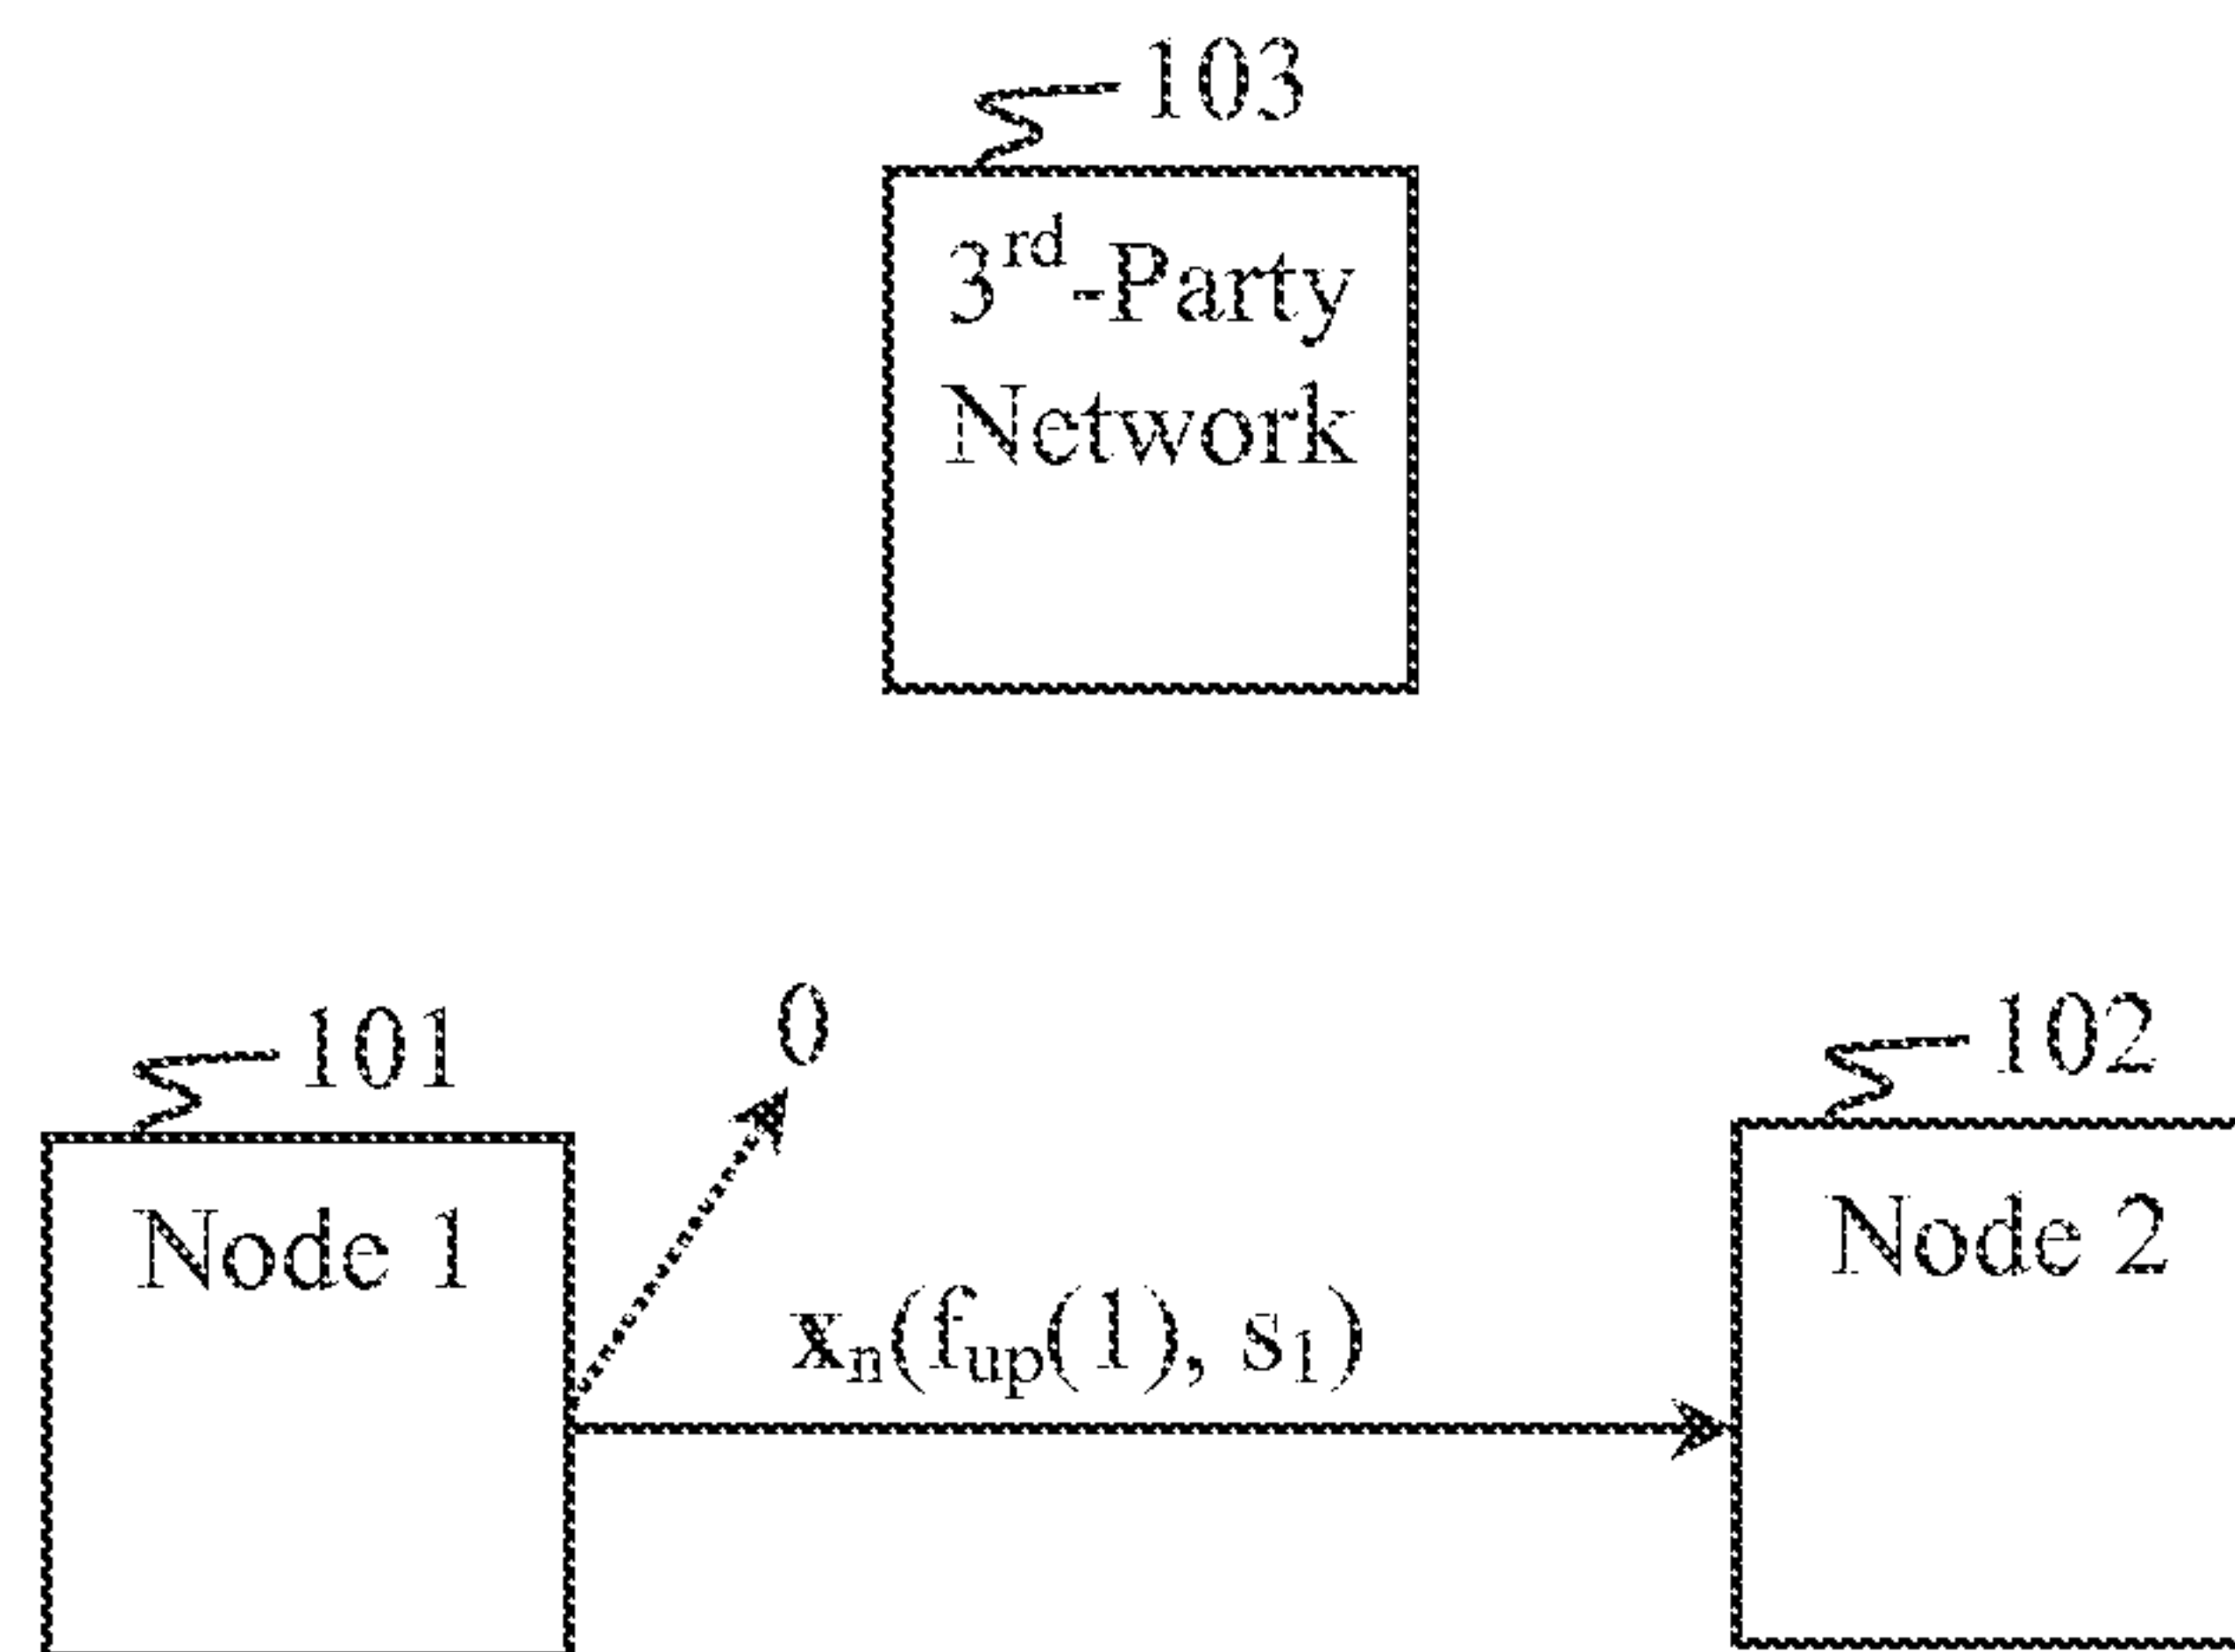 103
3rd-Party
Network
0
101
102
Node 1
Node 2
xn(fup(1), s1)